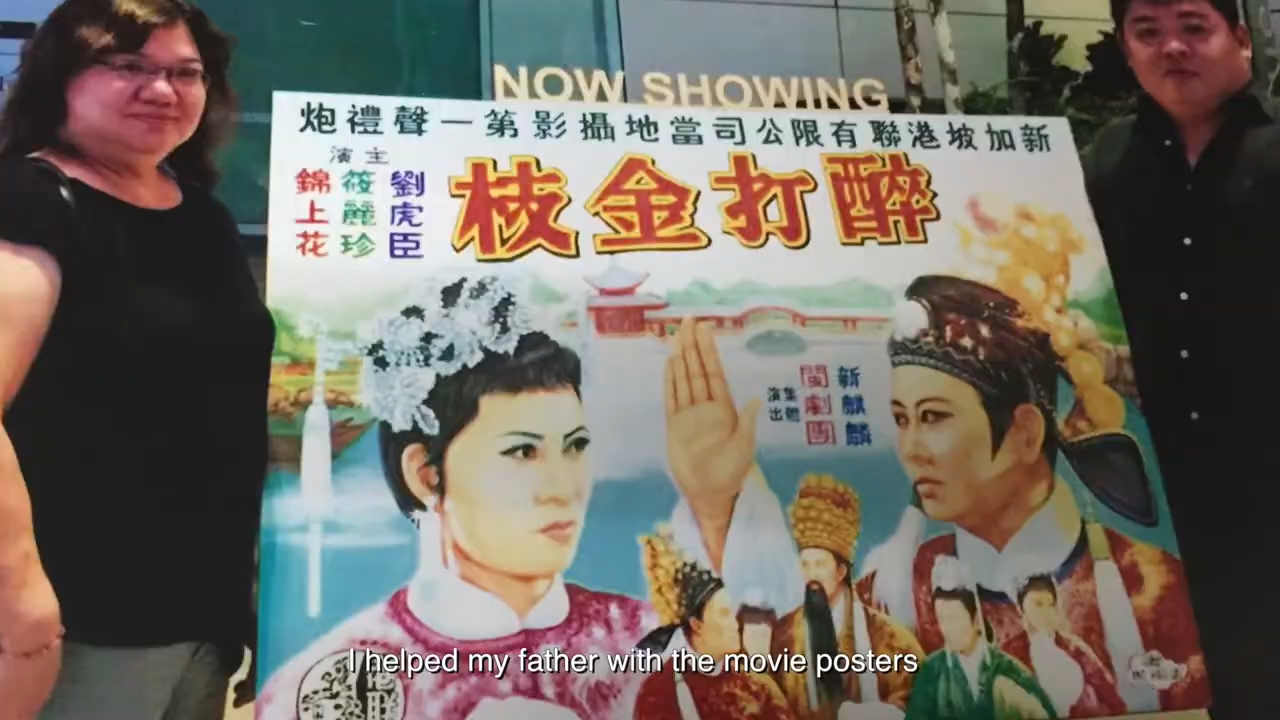 NOW SHOWING
新加坡港聯有限公司當地攝影第一聲禮炮
醉打金枝
主演
劉虎臣
筱麗珍
錦上花
新麒麟
閩劇團
集體
演出
I helped my father with the movie posters